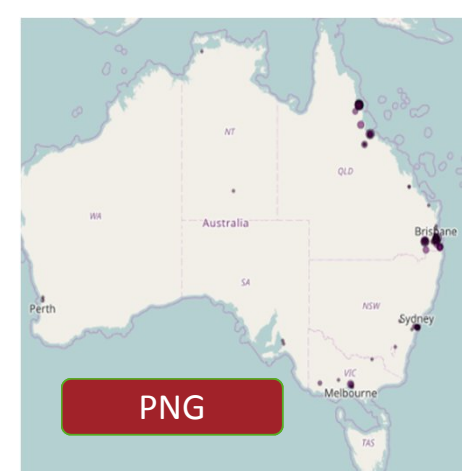 NT
QLD
WA
Australia
Brisbane
SA
Perth
NSW
Sydney
VIC
Melbourne
PNG
TAS